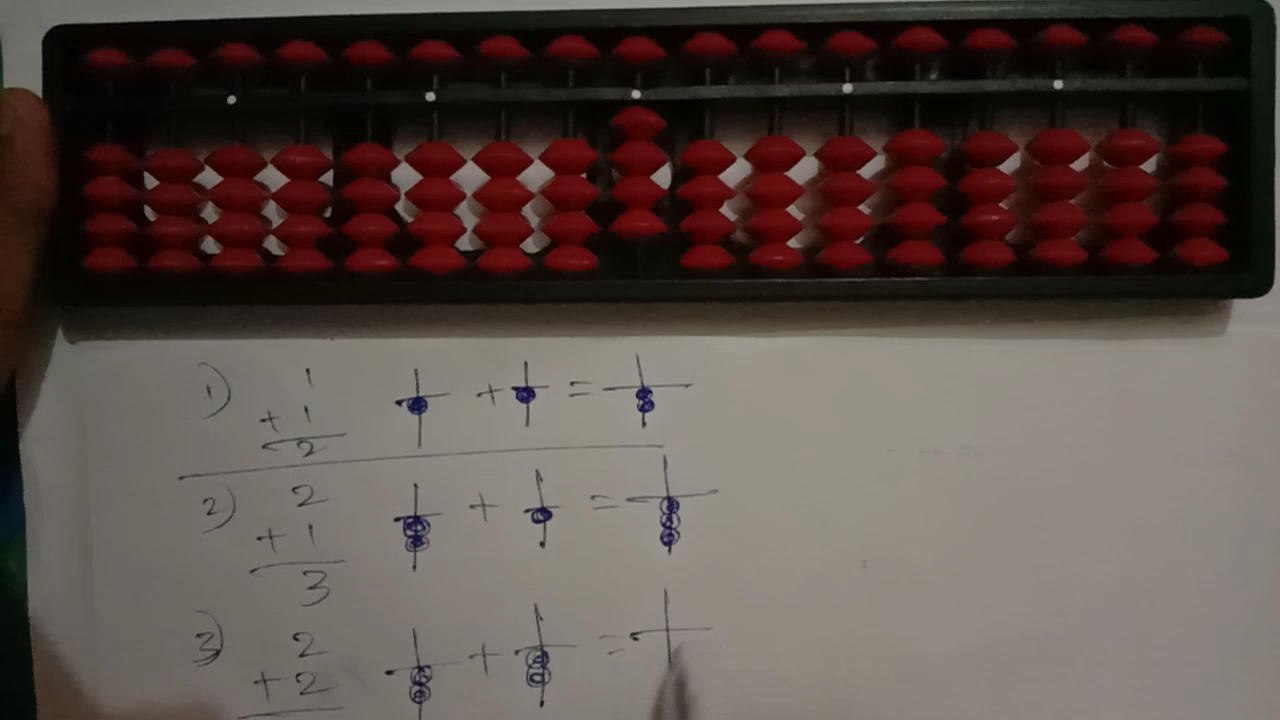 1) 1
+ 1 + =
2
2) 2
+ 1 + =
3
3) 2
+ 2 + =